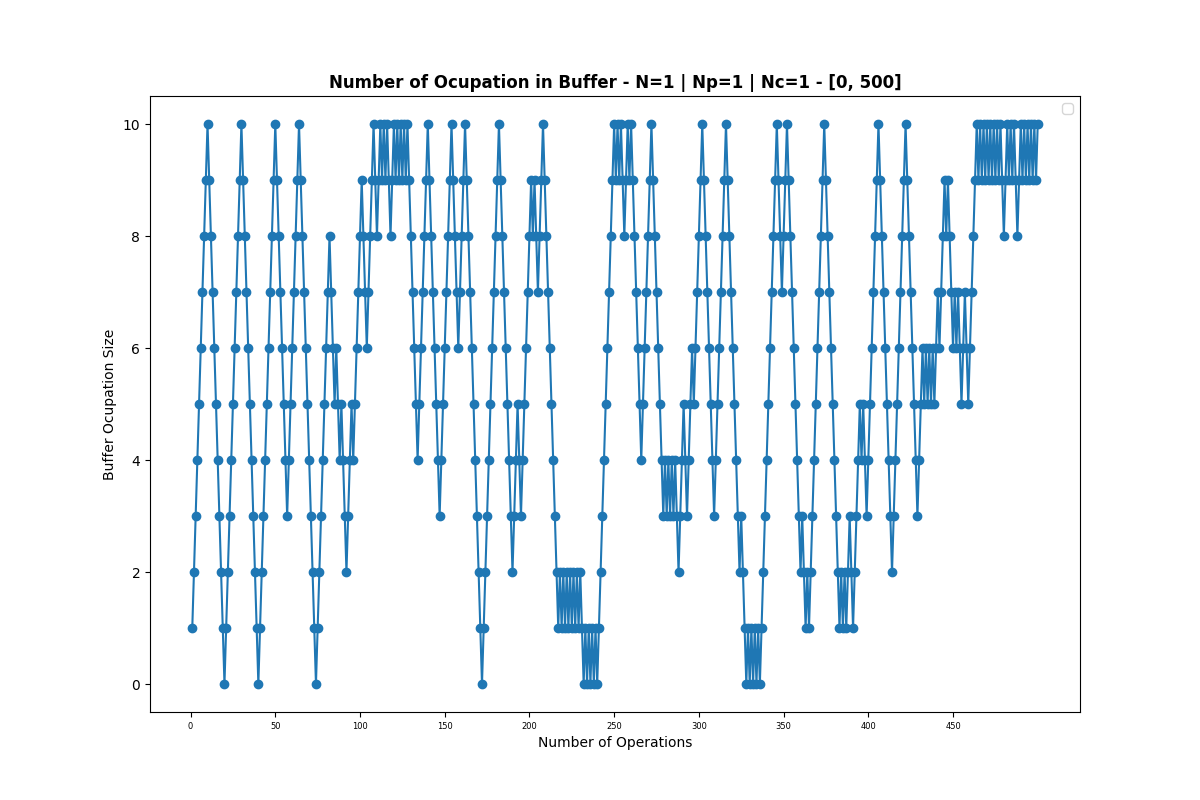 Number of Ocupation in Buffer - N=1 | Np=1 | Nc=1 - [0, 500]
Buffer Ocupation Size
10
8
6
4
2
0
0 50 100 150 200 250 300 350 400 450
Number of Operations